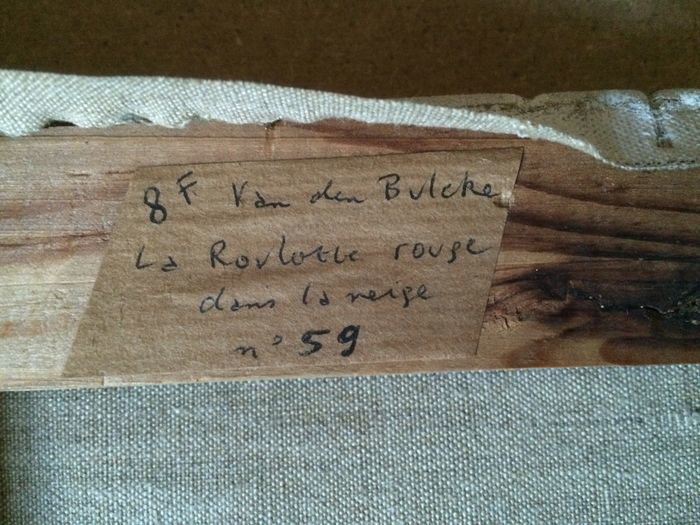 8F Van den Bulcke
La Roulotte rouge
dans la neige
n° 59